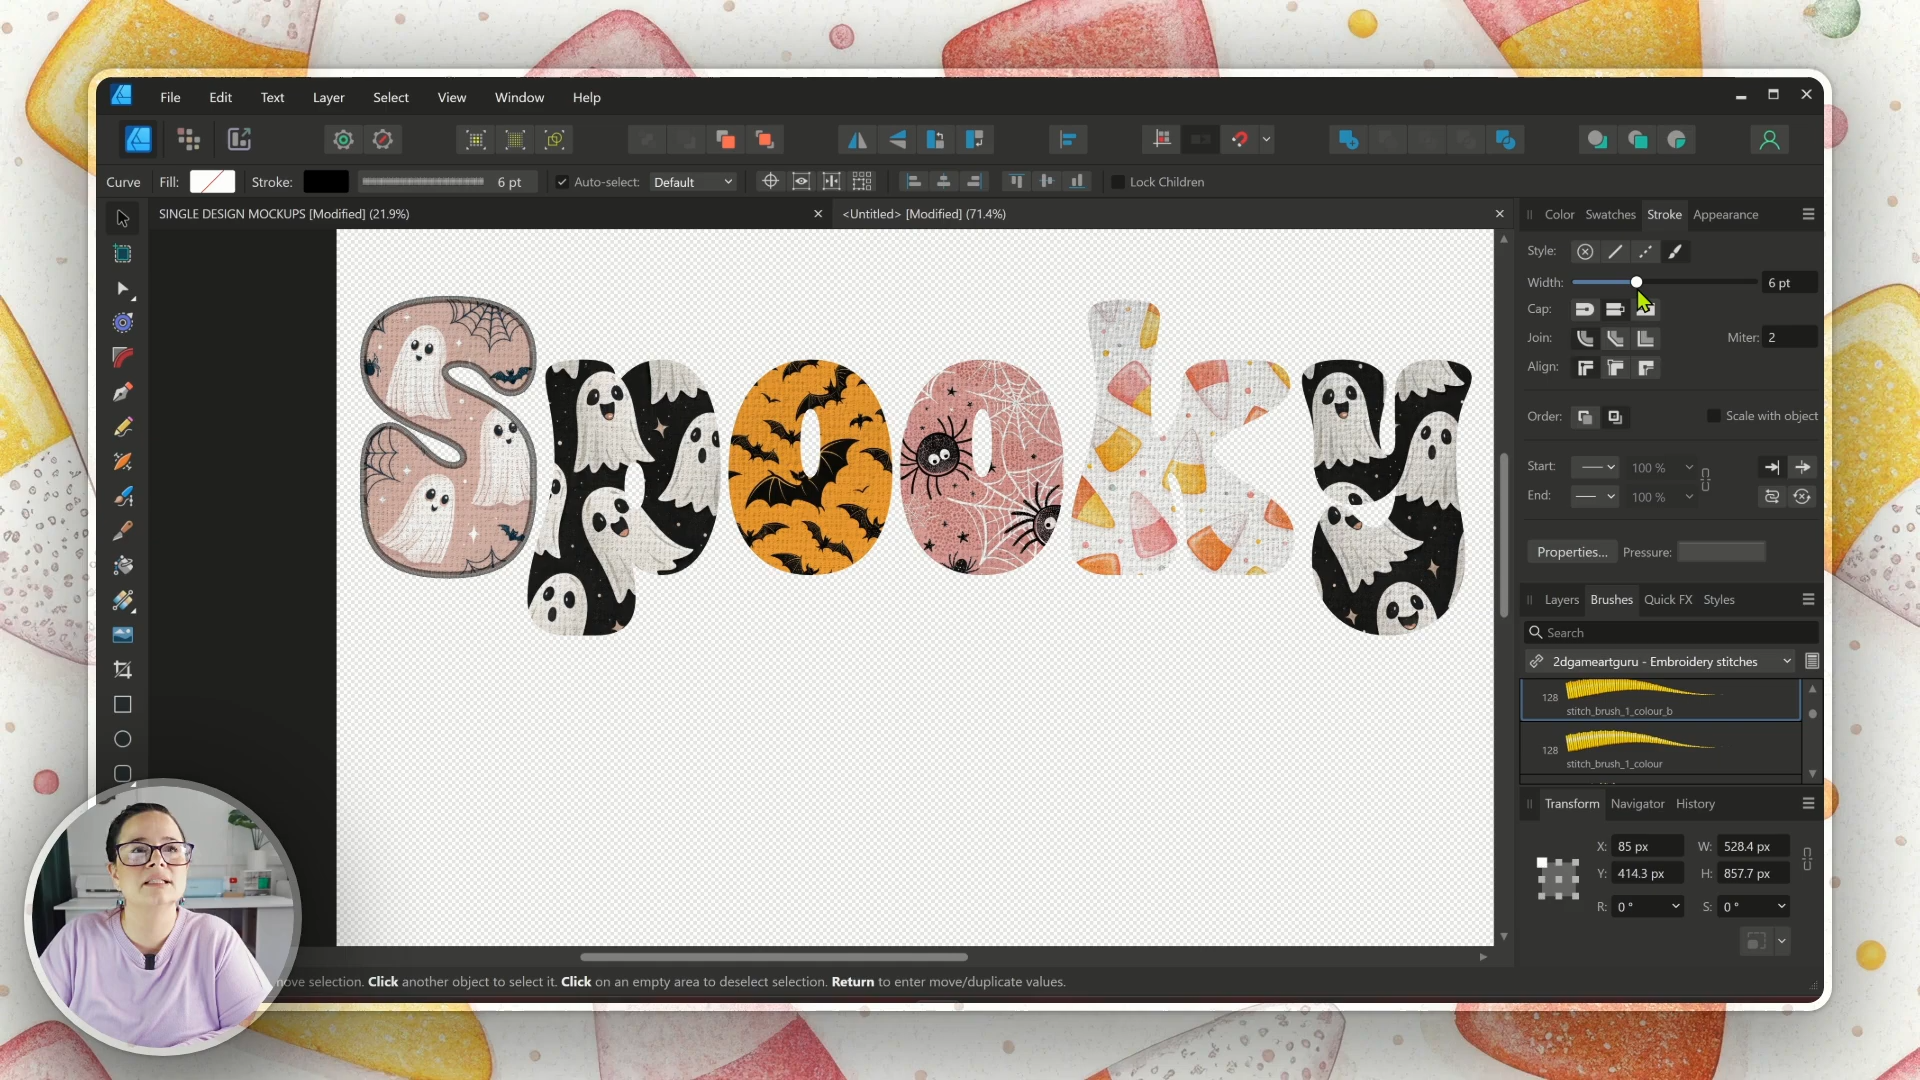 File Edit Text Layer Select View Window Help
Curve Fill: Stroke: 6 pt Auto-select: Default Lock Children
SINGLE DESIGN MOCKUPS [Modified] (21.9%)
<Untitled> [Modified] (71.4%)
Color Swatches Stroke Appearance
Style:
Width: 6 pt
Cap:
Join: Miter: 2
Align:
Order: Scale with object
Start: 100 %
End: 100 %
Properties... Pressure:
Layers Brushes Quick FX Styles
Search
2dgameartguru - Embroidery stitches
128
stitch_brush_1_colour_b
128
stitch_brush_1_colour
Transform Navigator History
X: 85 px W: 528.4 px
Y: 414.3 px H: 857.7 px
R: 0 ° S: 0 °
Spooky
move selection. Click another object to select it. Click on an empty area to deselect selection. Return to enter move/duplicate values.